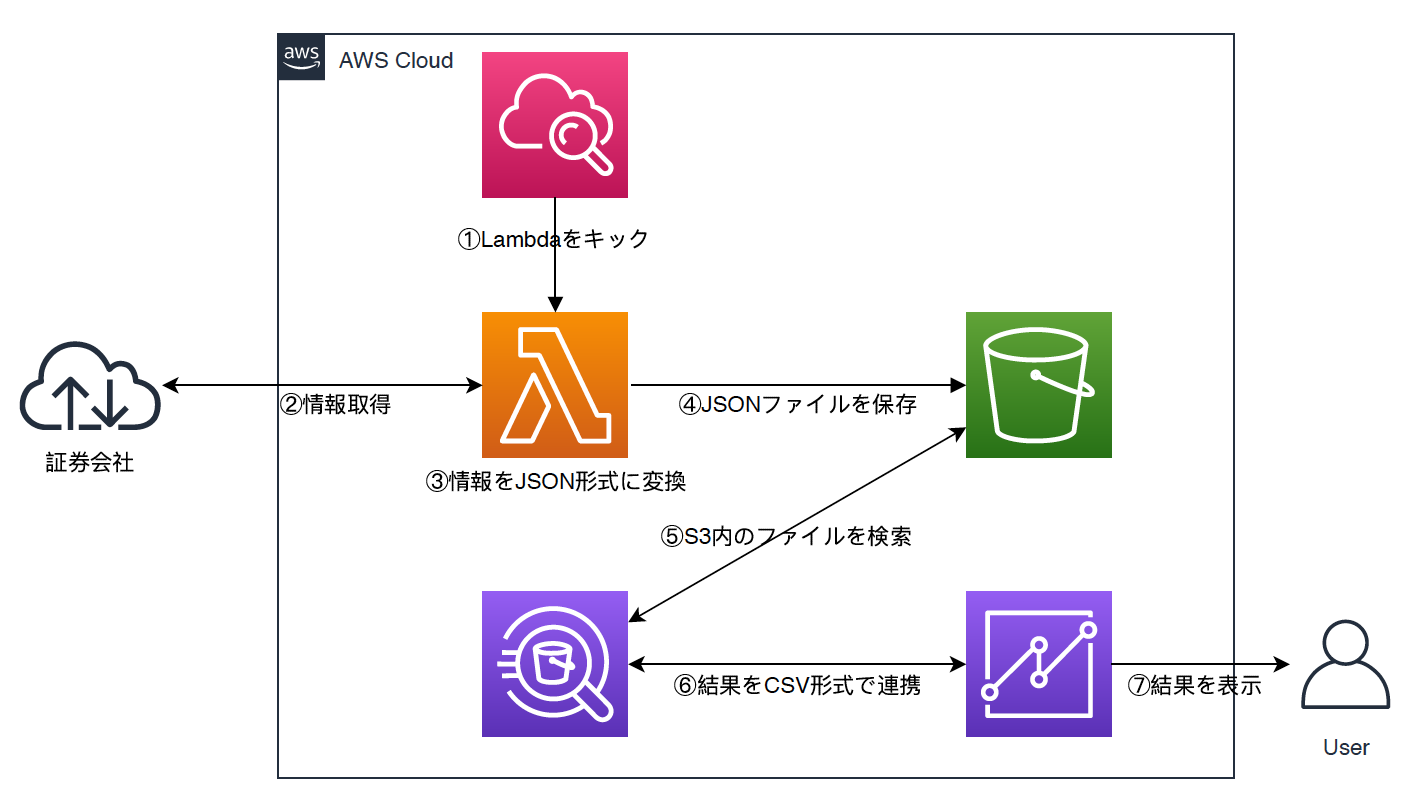 aws
AWS Cloud
①Lambdaをキック
②情報取得
④JSONファイルを保存
証券会社
③情報をJSON形式に変換
⑤S3内のファイルを検索
⑥結果をCSV形式で連携
⑦結果を表示
User